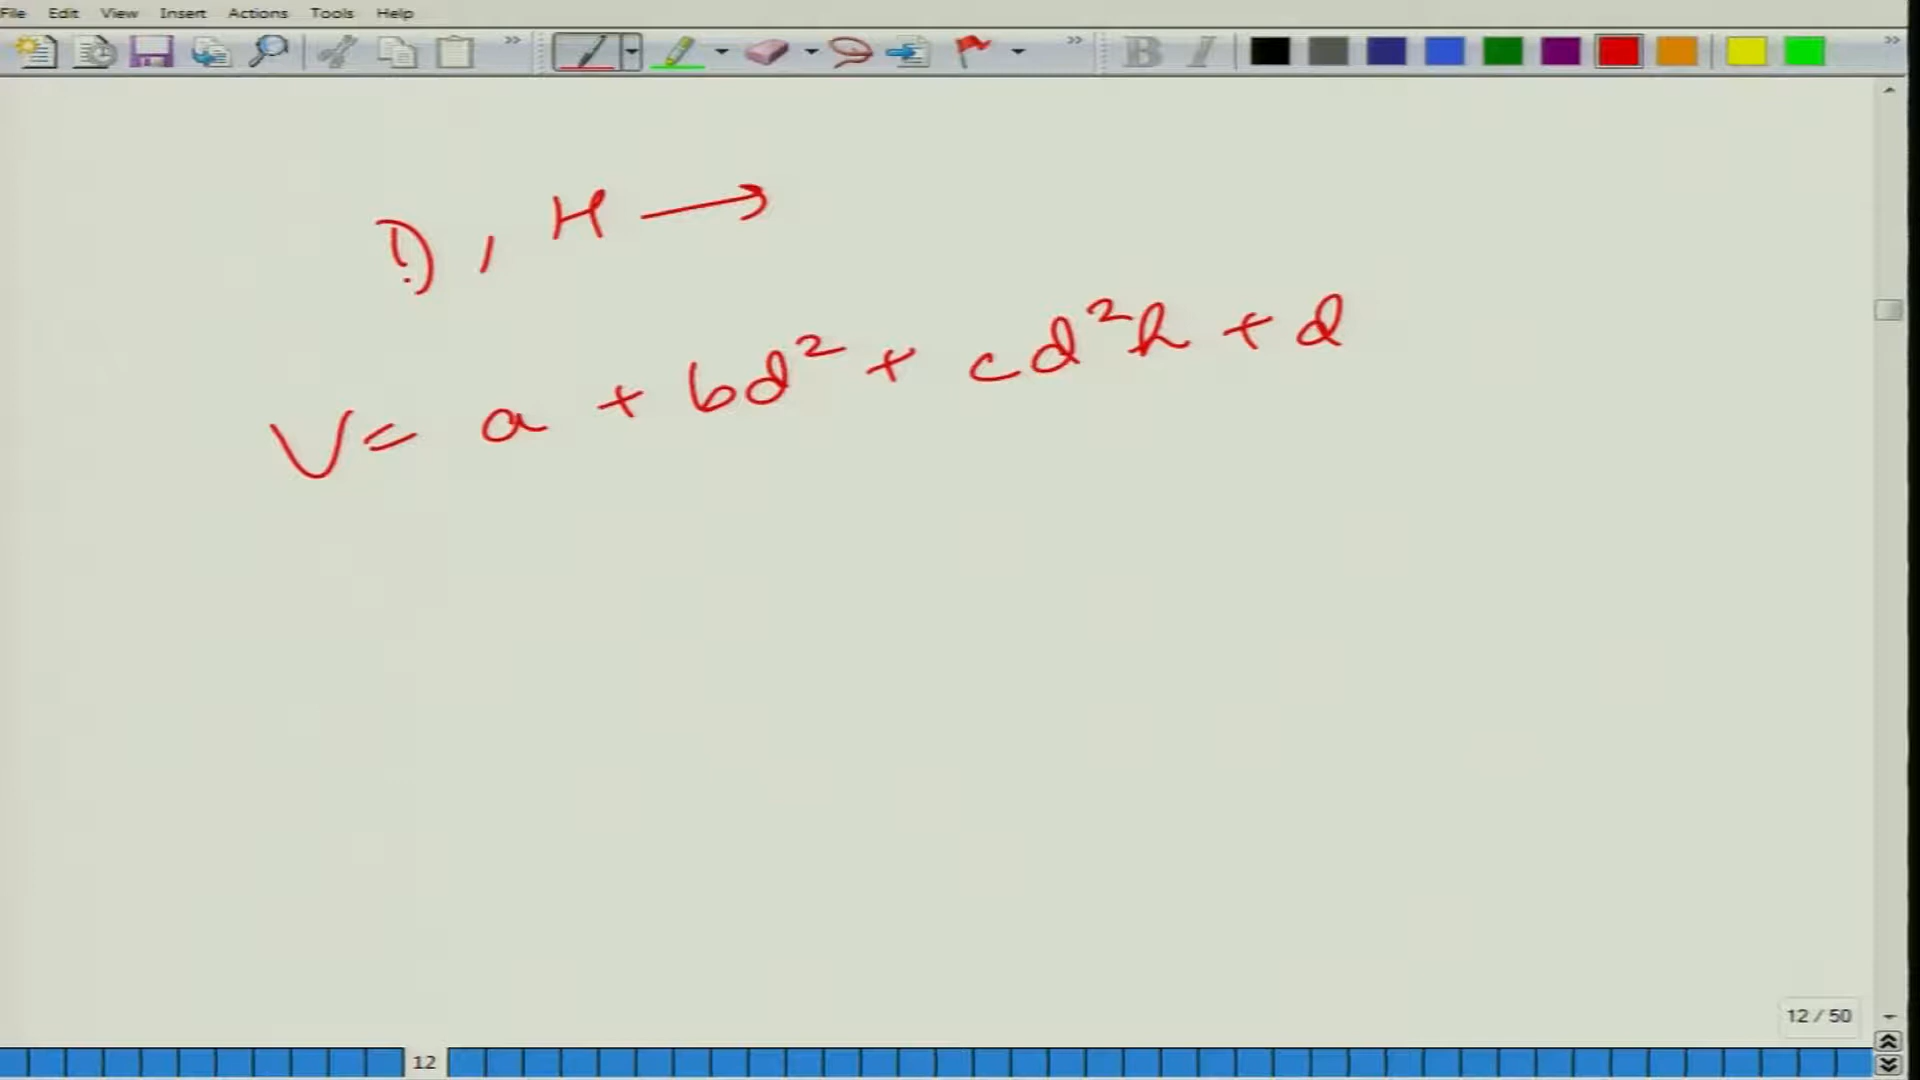 File Edit View Insert Actions Tools Help
B I
D, H →
V = a + bd² + cd²h + d
12 / 50
12